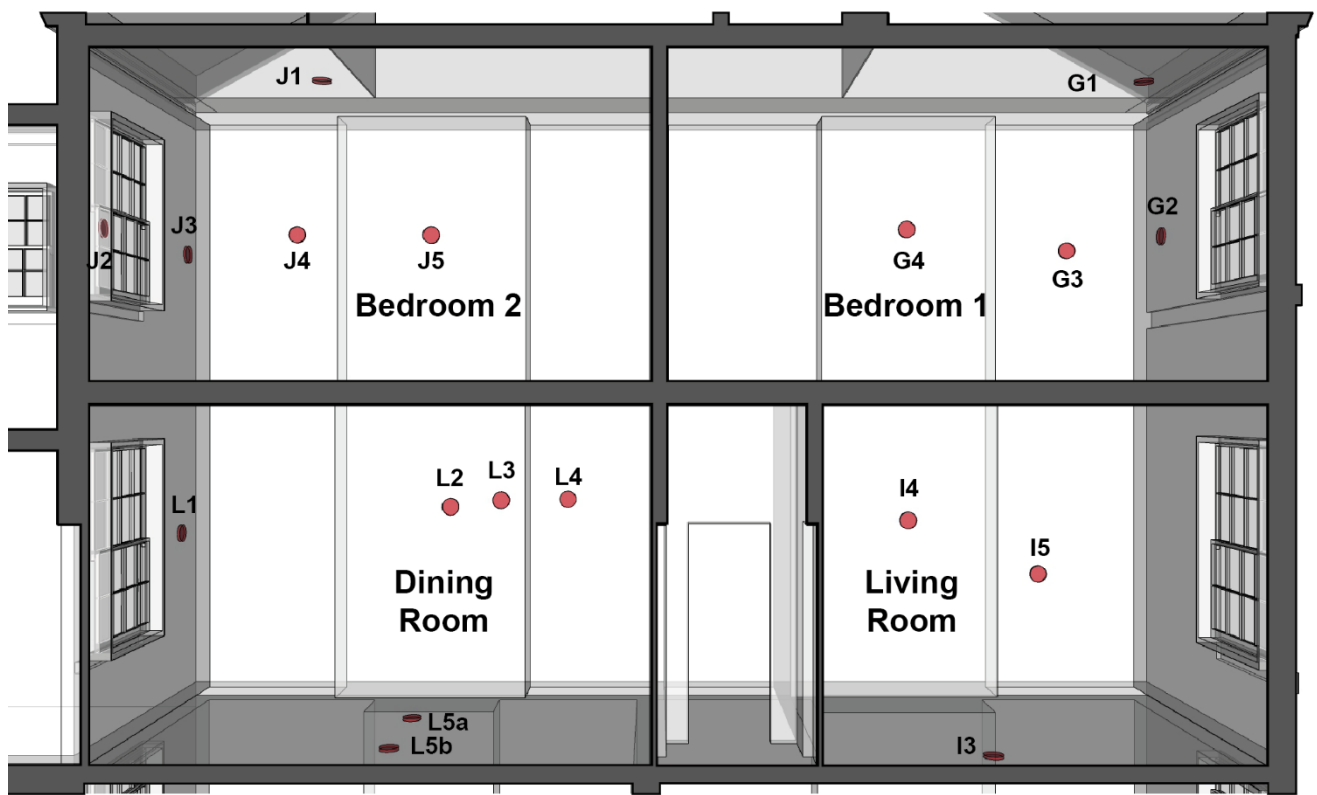 J1
G1
J3
G2
J2
J4
J5
G4
G3
Bedroom 2
Bedroom 1
L1
L2
L3
L4
I4
I5
Dining
Room
Living
Room
L5a
L5b
I3